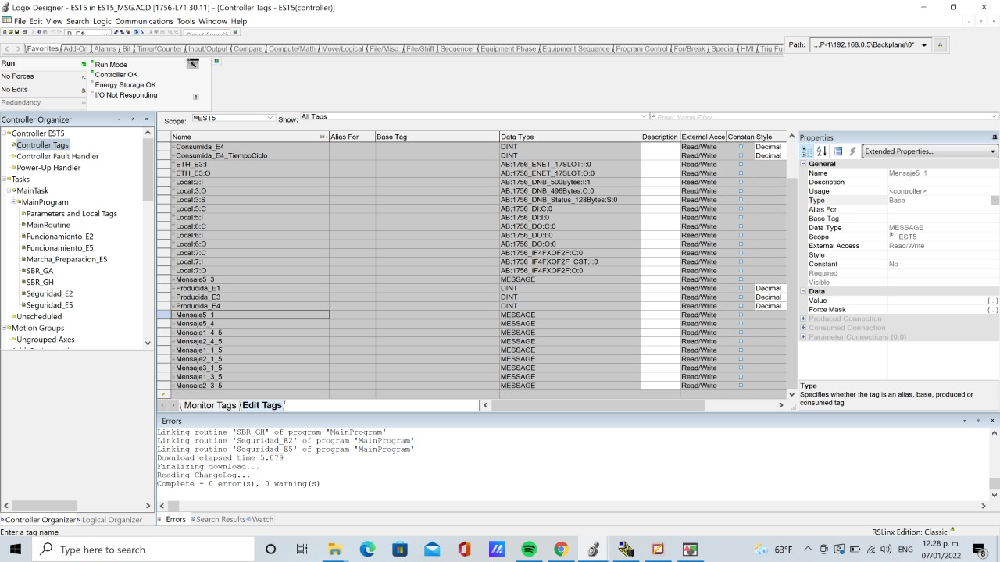 Logix Designer - EST5 in EST5_MSG.ACD [1756-L71 30.11] - [Controller Tags - EST5(controller)]
File Edit View Search Logic Communications Tools Window Help
Favorites Add-On Alarms Bit Timer/Counter Input/Output Compare Compute/Math Move/Logical File/Misc. File/Shift Sequencer Equipment Phase Equipment Sequence Program Control For/Break Special HMI Trig Fu
Path: ...P-1\192.168.0.5\Backplane\0*
Run
No Forces
No Edits
Redundancy
Run Mode
Controller OK
Energy Storage OK
I/O Not Responding
Controller Organizer
Controller EST5
Controller Tags
Controller Fault Handler
Power-Up Handler
Tasks
MainTask
MainProgram
Parameters and Local Tags
MainRoutine
Funcionamiento_E2
Funcionamiento_E5
Marcha_Preparacion_E5
SBR_GA
SBR_GH
Seguridad_E2
Seguridad_E5
Unscheduled
Motion Groups
Ungrouped Axes
Controller Organizer Logical Organizer
Enter a tag name
Scope: EST5 Show: All Tags Enter Name Filter...
Name Alias For Base Tag Data Type Description External Acce Constan Style
Consumida_E4 DINT Read/Write Decimal
Consumida_E4_TiempoCiclo DINT Read/Write Decimal
ETH_E3:I AB:1756_ENET_17SLOT:I:0 Read/Write
ETH_E3:O AB:1756_ENET_17SLOT:O:0 Read/Write
Local:3:I AB:1756_DNB_500Bytes:I:1 Read/Write
Local:3:O AB:1756_DNB_496Bytes:O:0 Read/Write
Local:3:S AB:1756_DNB_Status_128Bytes:S:0 Read/Write
Local:5:C AB:1756_DI:C:0 Read/Write
Local:5:I AB:1756_DI:I:0 Read/Write
Local:6:C AB:1756_DO:C:0 Read/Write
Local:6:I AB:1756_DO:I:0 Read/Write
Local:6:O AB:1756_DO:O:0 Read/Write
Local:7:C AB:1756_IF4FXOF2F:C:0 Read/Write
Local:7:I AB:1756_IF4FXOF2F_CST:I:0 Read/Write
Local:7:O AB:1756_IF4FXOF2F:O:0 Read/Write
Mensaje5_3 MESSAGE Read/Write
Producida_E1 DINT Read/Write Decimal
Producida_E3 DINT Read/Write Decimal
Producida_E4 DINT Read/Write Decimal
Mensaje5_1 MESSAGE Read/Write
Mensaje5_4 MESSAGE Read/Write
Mensaje1_4_5 MESSAGE Read/Write
Mensaje2_4_5 MESSAGE Read/Write
Mensaje1_1_5 MESSAGE Read/Write
Mensaje2_1_5 MESSAGE Read/Write
Mensaje3_1_5 MESSAGE Read/Write
Mensaje1_3_5 MESSAGE Read/Write
Mensaje2_3_5 MESSAGE Read/Write
Monitor Tags Edit Tags
Properties
Extended Properties...
General
Name Mensaje5_1
Description
Usage <controller>
Type Base
Alias For
Base Tag
Data Type MESSAGE
Scope EST5
External Access Read/Write
Style
Constant No
Required
Visible
Data
Value {...}
Force Mask {...}
Produced Connection
Consumed Connection
Parameter Connections {0:0}
Type
Specifies whether the tag is an alias, base, produced or
consumed tag
Errors
Linking routine 'SBR_GH' of program 'MainProgram'
Linking routine 'Seguridad_E2' of program 'MainProgram'
Linking routine 'Seguridad_E5' of program 'MainProgram'
Download elapsed time 5.079
Finalizing download...
Reading ChangeLog...
Complete - 0 error(s), 0 warning(s)
Errors Search Results Watch
RSLinx Edition: Classic
Type here to search
63°F ENG
12:28 p. m.
07/01/2022
8